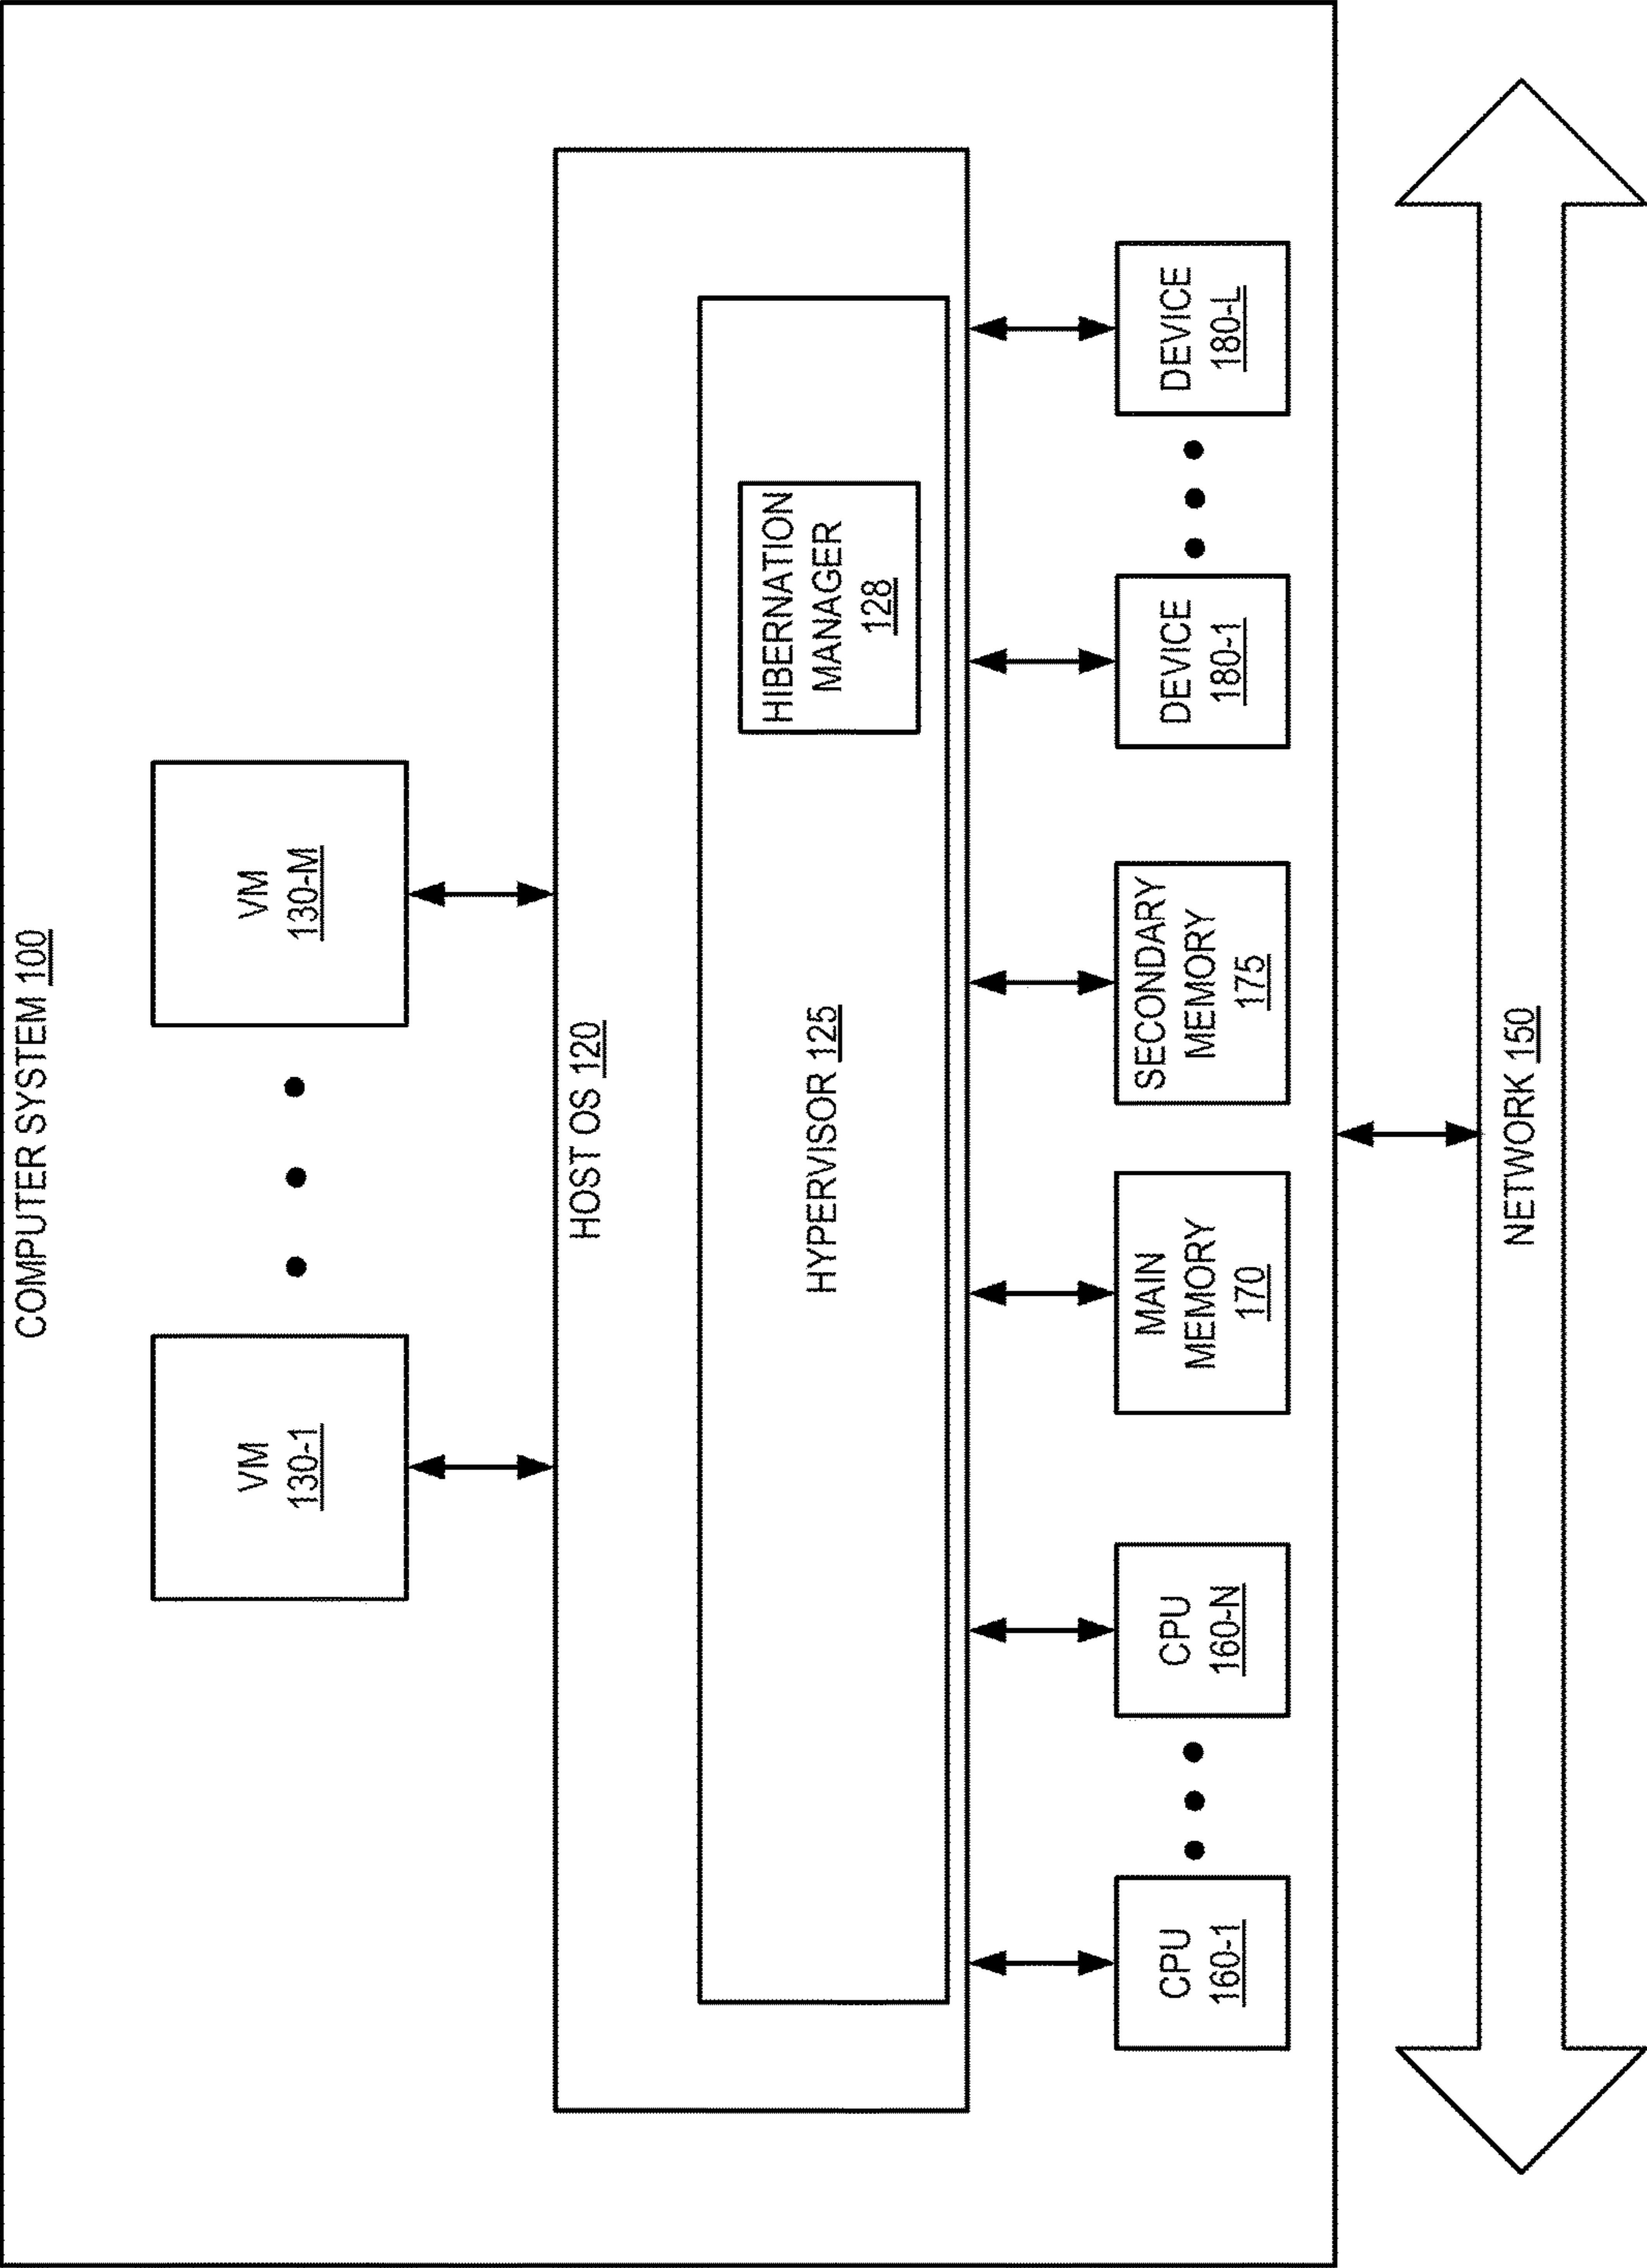 COMPUTER SYSTEM 100
VM
130-1
VM
130-M
HOST OS 120
HYPERVISOR 125
HIBERNATION
MANAGER
128
CPU
160-1
CPU
160-N
MAIN
MEMORY
170
SECONDARY
MEMORY
175
DEVICE
180-1
DEVICE
180-L
NETWORK 150